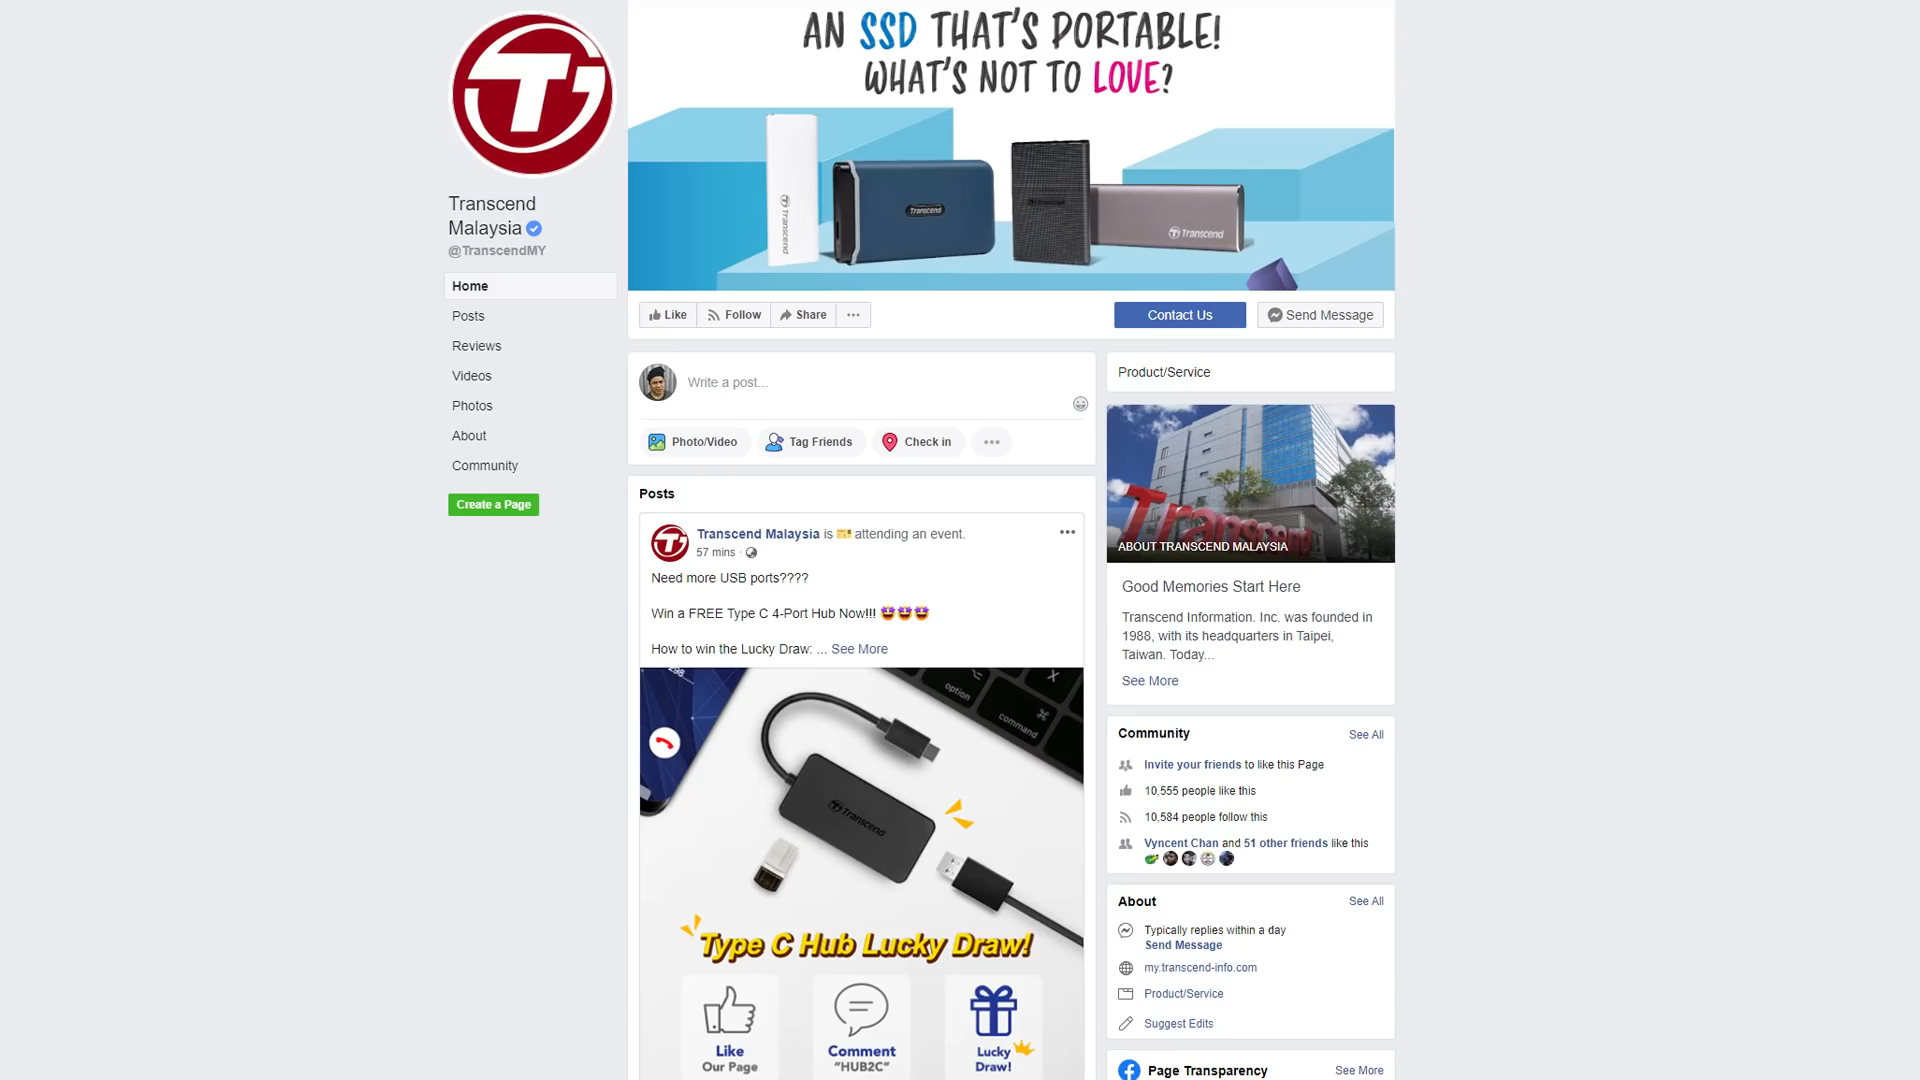 AN SSD THAT'S PORTABLE!
WHAT'S NOT TO LOVE?
Transcend
Transcend
Transcend
Transcend
Malaysia
@TranscendMY
Home
Posts
Reviews
Videos
Photos
About
Community
Create a Page
Like
Follow
Share
Contact Us
Send Message
Write a post...
Photo/Video
Tag Friends
Check in
Posts
Transcend Malaysia is attending an event.
57 mins ·
Need more USB ports????
Win a FREE Type C 4-Port Hub Now!!!
How to win the Lucky Draw: ... See More
298
option
command
X
Transcend
Type C Hub Lucky Draw!
Like
Our Page
Comment
"HUB2C"
Lucky
Draw!
Product/Service
Transcend
ABOUT TRANSCEND MALAYSIA
Good Memories Start Here
Transcend Information. Inc. was founded in
1988, with its headquarters in Taipei,
Taiwan. Today...
See More
Community
See All
Invite your friends to like this Page
10,555 people like this
10,584 people follow this
Vyncent Chan and 51 other friends like this
About
See All
Typically replies within a day
Send Message
my.transcend-info.com
Product/Service
Suggest Edits
Page Transparency
See More